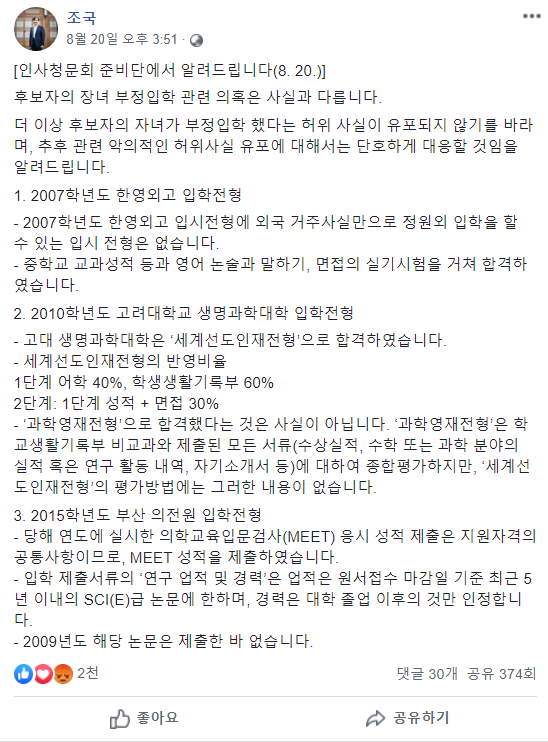 조국
8월 20일 오후 3:51 ·
[인사청문회 준비단에서 알려드립니다(8. 20.)]
후보자의 장녀 부정입학 관련 의혹은 사실과 다릅니다.
더 이상 후보자의 자녀가 부정입학 했다는 허위 사실이 유포되지 않기를 바라
며, 추후 관련 악의적인 허위사실 유포에 대해서는 단호하게 대응할 것임을
알려드립니다.
1. 2007학년도 한영외고 입학전형
- 2007학년도 한영외고 입시전형에 외국 거주사실만으로 정원외 입학을 할
수 있는 입시 전형은 없습니다.
- 중학교 교과성적 등과 영어 논술과 말하기, 면접의 실기시험을 거쳐 합격하
였습니다.
2. 2010학년도 고려대학교 생명과학대학 입학전형
- 고대 생명과학대학은 ‘세계선도인재전형’으로 합격하였습니다.
- 세계선도인재전형의 반영비율
1단계 어학 40%, 학생생활기록부 60%
2단계: 1단계 성적 + 면접 30%
- ‘과학영재전형’으로 합격했다는 것은 사실이 아닙니다. ‘과학영재전형’은 학
교생활기록부 비교과와 제출된 모든 서류(수상실적, 수학 또는 과학 분야의
실적 혹은 연구 활동 내역, 자기소개서 등)에 대하여 종합평가하지만, ‘세계선
도인재전형’의 평가방법에는 그러한 내용이 없습니다.
3. 2015학년도 부산 의전원 입학전형
- 당해 연도에 실시한 의학교육입문검사(MEET) 응시 성적 제출은 지원자격의
공통사항이므로, MEET 성적을 제출하였습니다.
- 입학 제출서류의 ‘연구 업적 및 경력’은 업적은 원서접수 마감일 기준 최근 5
년 이내의 SCI(E)급 논문에 한하며, 경력은 대학 졸업 이후의 것만 인정합니
다.
- 2009년도 해당 논문은 제출한 바 없습니다.
2천
댓글 30개 공유 374회
좋아요
공유하기